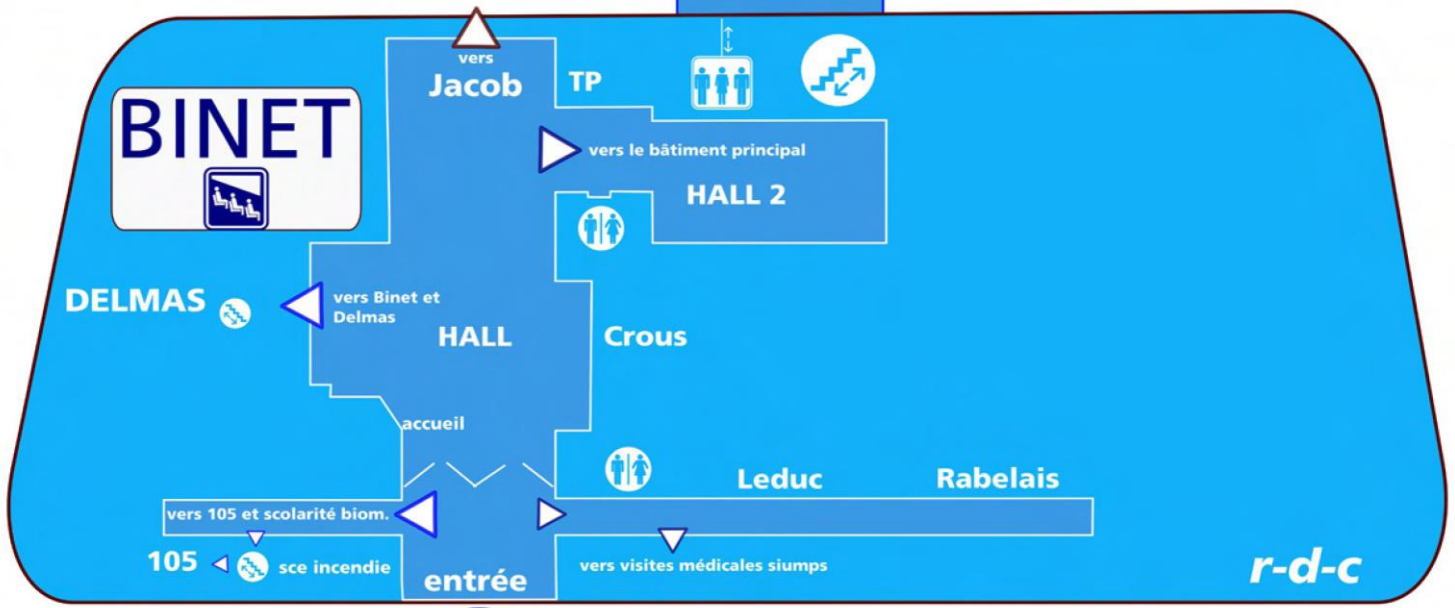 vers
Jacob
TP
BINET
vers le bâtiment principal
HALL 2
DELMAS
vers Binet et
Delmas
HALL
Crous
accueil
Leduc
Rabelais
vers 105 et scolarité biom.
105
sce incendie
entrée
vers visites médicales siumps
r-d-c